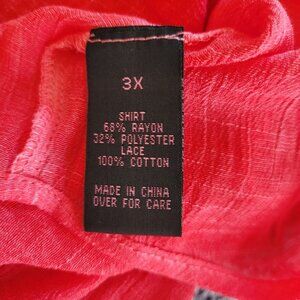 3X
SHIRT
68% RAYON
32% POLYESTER
LACE
100% COTTON
MADE IN CHINA
OVER FOR CARE